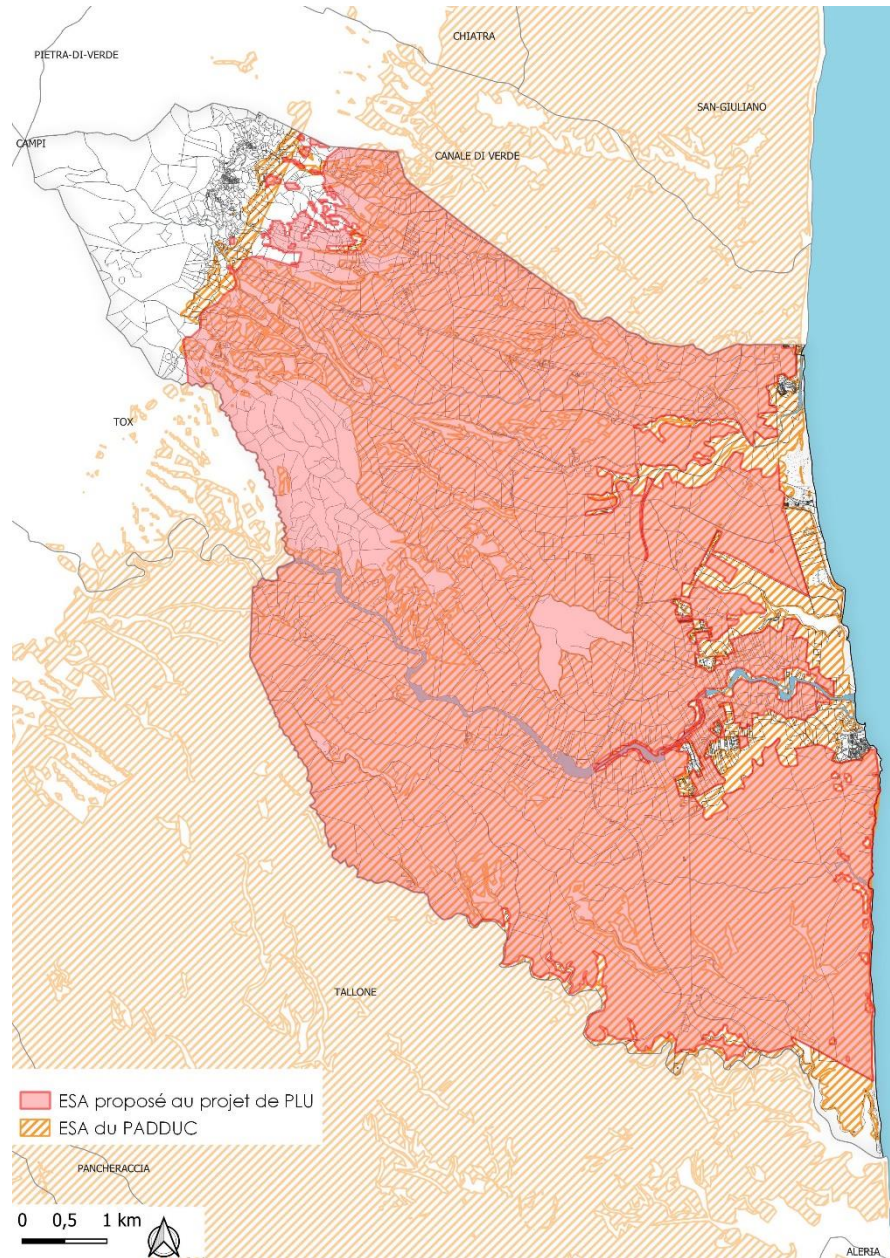 CHIATRA
PIETRA-DI-VERDE
SAN-GIULIANO
CAMPI
CANALE DI VERDE
TOX
TALLONE
ESA proposé au projet de PLU
ESA du PADDUC
PANCHERACCIA
0 0,5 1 km
ALERIA